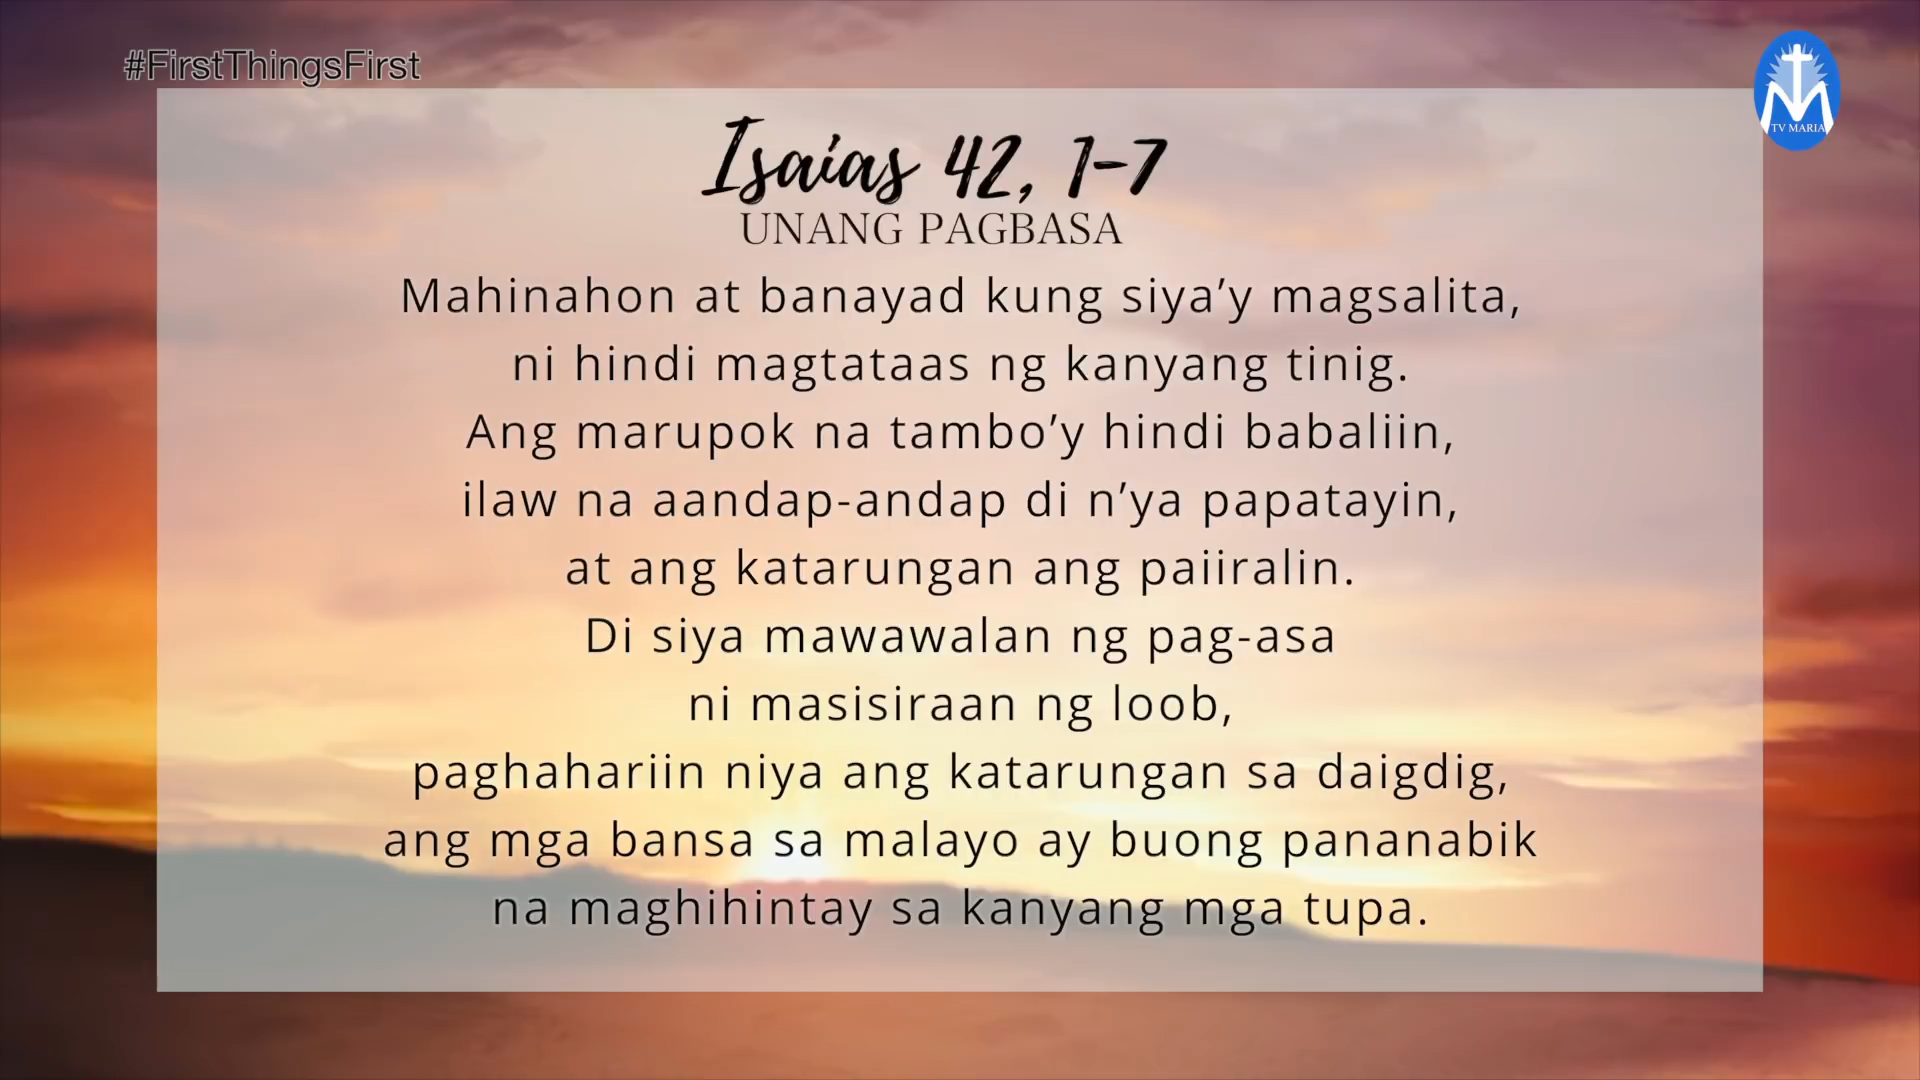 #FirstThingsFirst
TV MARIA
Isaias 42, 1-7
UNANG PAGBASA
Mahinahon at banayad kung siya’y magsalita,
ni hindi magtataas ng kanyang tinig.
Ang marupok na tambo’y hindi babaliin,
ilaw na aandap-andap di n’ya papatayin,
at ang katarungan ang paiiralin.
Di siya mawawalan ng pag-asa
ni masisiraan ng loob,
paghahariin niya ang katarungan sa daigdig,
ang mga bansa sa malayo ay buong pananabik
na maghihintay sa kanyang mga tupa.